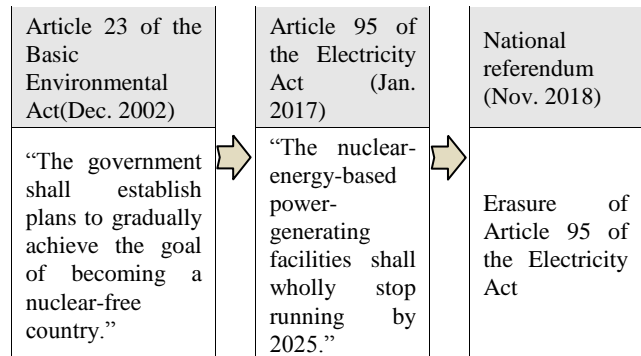 Article 23 of the
Basic
Environmental
Act(Dec. 2002)
“The government
shall establish
plans to gradually
achieve the goal
of becoming a
nuclear-free
country.”
Article 95 of
the Electricity
Act (Jan.
2017)
“The nuclear-
energy-based
power-
generating
facilities shall
wholly stop
running by
2025.”
National
referendum
(Nov. 2018)
Erasure of
Article 95 of
the Electricity
Act